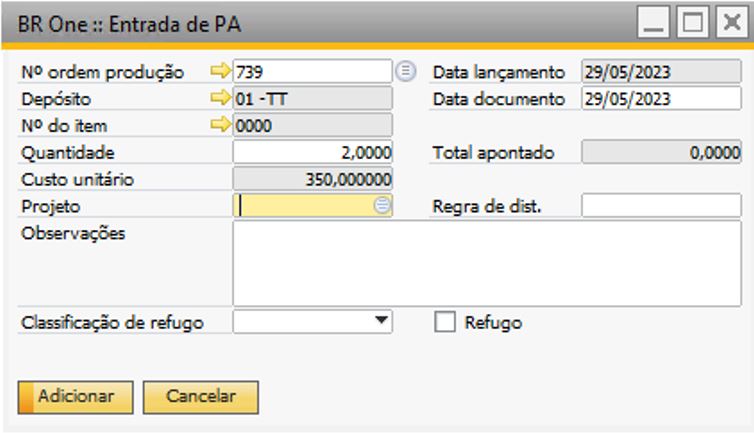 BR One :: Entrada de PA
Nº ordem produção 739 Data lançamento 29/05/2023
Depósito 01 -TT Data documento 29/05/2023
Nº do item 0000
Quantidade 2,0000 Total apontado 0,0000
Custo unitário 350,000000
Projeto Regra de dist.
Observações
Classificação de refugo Refugo
Adicionar Cancelar